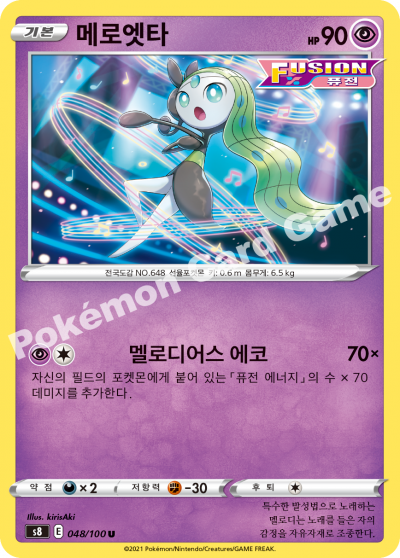 기본 메로엣타 HP 90
FUSION
퓨전
전국도감 NO.648 선율포켓몬 키: 0.6 m 몸무게: 6.5 kg
Pokémon Card Game
멜로디어스 에코 70×
자신의 필드의 포켓몬에게 붙어 있는 「퓨전 에너지」의 수 × 70
데미지를 추가한다.
약점 ×2 저항력 -30 후퇴
Illus. kirisAki
s8 E 048/100 U
특수한 발성법으로 노래하는
멜로디는 노래를 들은 자의
감정을 자유자재로 조종한다.
©2021 Pokémon/Nintendo/Creatures/GAME FREAK.